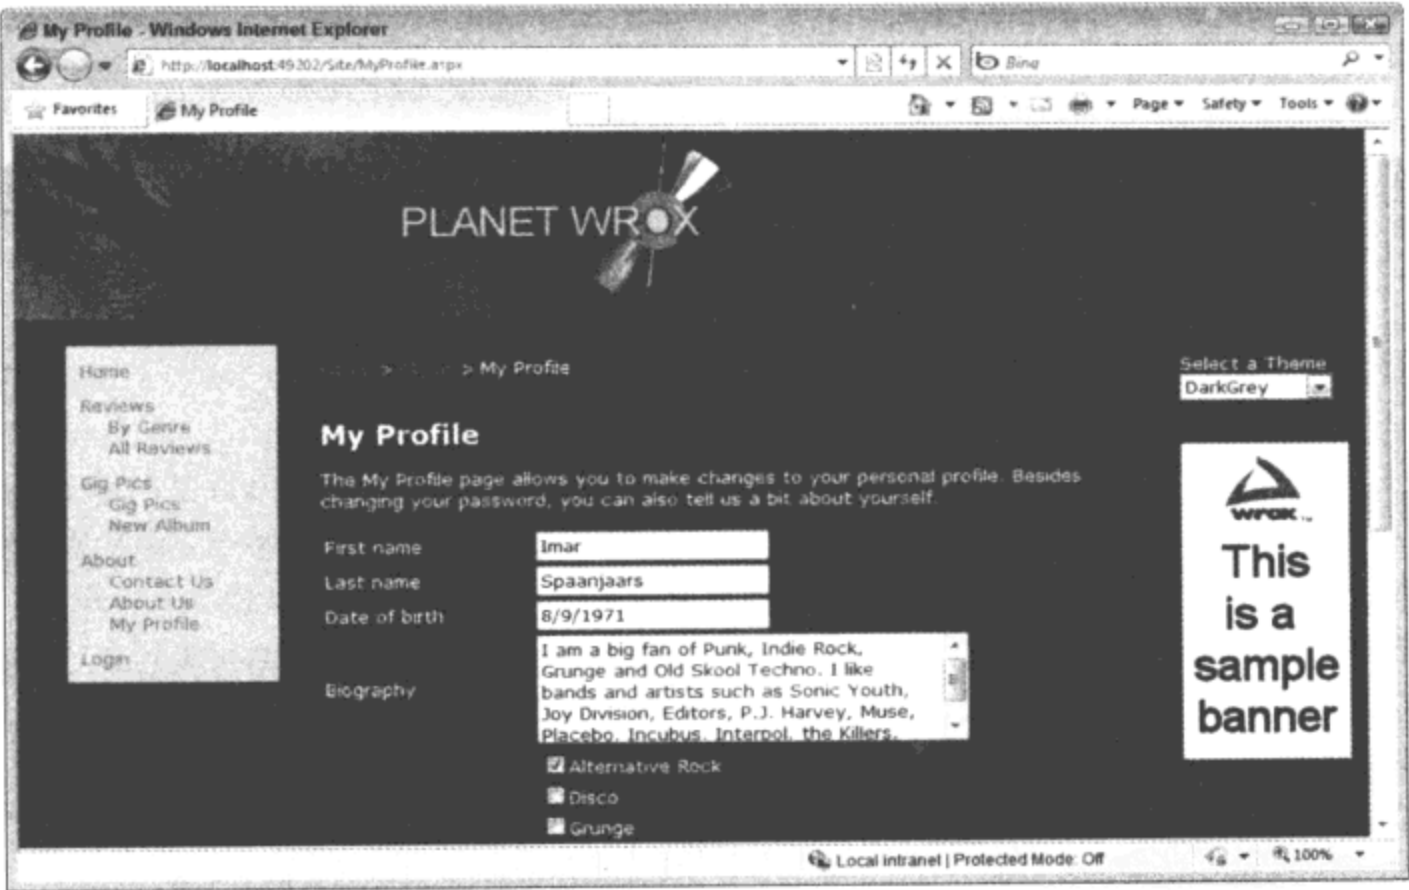 My Profile - Windows Internet Explorer
http://localhost:49202/Site/MyProfile.aspx
Bing
Favorites
My Profile
Page
Safety
Tools
PLANET WROX
Home
Reviews
By Genre
All Reviews
Gig Pics
Gig Pics
New Album
About
Contact Us
About Us
My Profile
Login
> > My Profile
Select a Theme
DarkGrey
My Profile
The My Profile page allows you to make changes to your personal profile. Besides
changing your password, you can also tell us a bit about yourself.
First name
Imar
Last name
Spaanjaars
Date of birth
8/9/1971
Biography
I am a big fan of Punk, Indie Rock,
Grunge and Old Skool Techno. I like
bands and artists such as Sonic Youth,
Joy Division, Editors, P.J. Harvey, Muse,
Placebo, Incubus, Interpol, the Killers,
Alternative Rock
Disco
Grunge
wrox
This
is a
sample
banner
Local intranet | Protected Mode: Off
100%